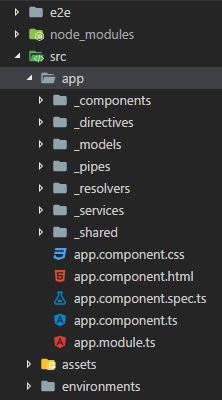 e2e
node_modules
src
app
_components
_directives
_models
_pipes
_resolvers
_services
_shared
app.component.css
app.component.html
app.component.spec.ts
app.component.ts
app.module.ts
assets
environments